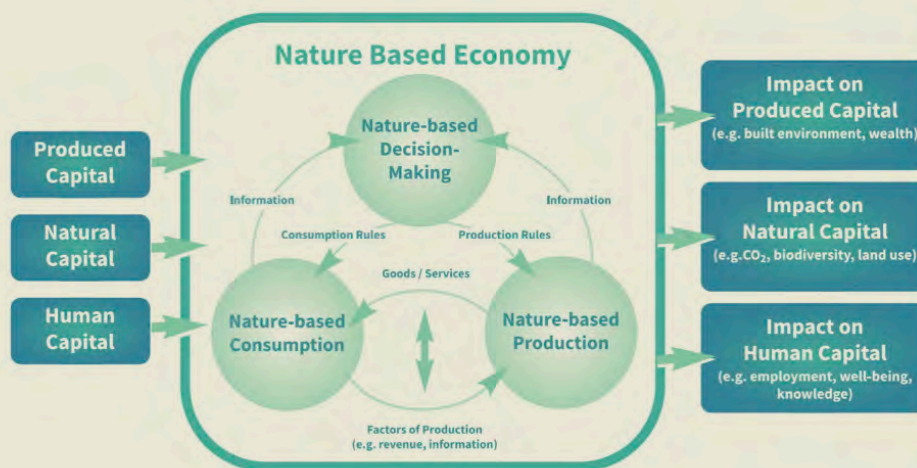 Nature Based Economy
Nature-based
Decision-
Making
Produced
Capital
Natural
Capital
Human
Capital
Information
Information
Consumption Rules
Production Rules
Goods / Services
Nature-based
Consumption
Nature-based
Production
Factors of Production
(e.g. revenue, information)
Impact on
Produced Capital
(e.g. built environment, wealth)
Impact on
Natural Capital
(e.g.CO₂, biodiversity, land use)
Impact on
Human Capital
(e.g. employment, well-being,
knowledge)